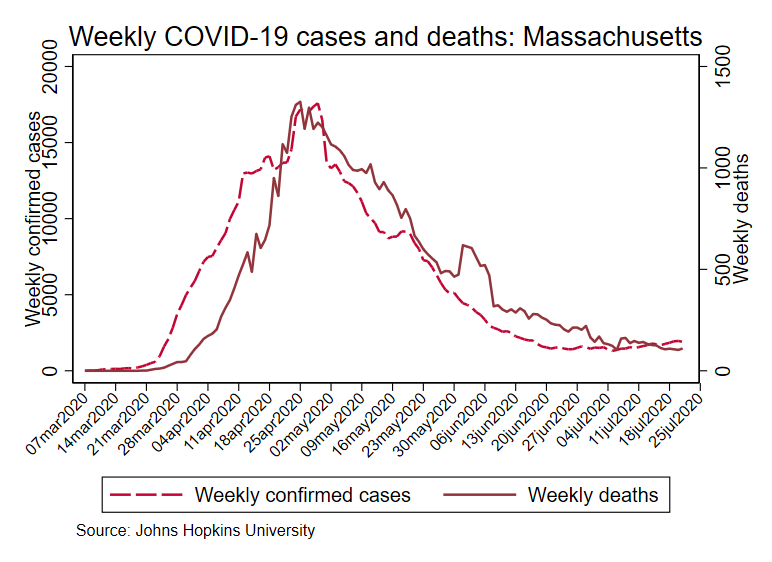 Weekly COVID-19 cases and deaths: Massachusetts
Weekly confirmed cases
0
5000
10000
15000
20000
Weekly deaths
0
500
1000
1500
07mar2020
14mar2020
21mar2020
28mar2020
04apr2020
11apr2020
18apr2020
25apr2020
02may2020
09may2020
16may2020
23may2020
30may2020
06jun2020
13jun2020
20jun2020
27jun2020
04jul2020
11jul2020
18jul2020
25jul2020
Weekly confirmed cases
Weekly deaths
Source: Johns Hopkins University